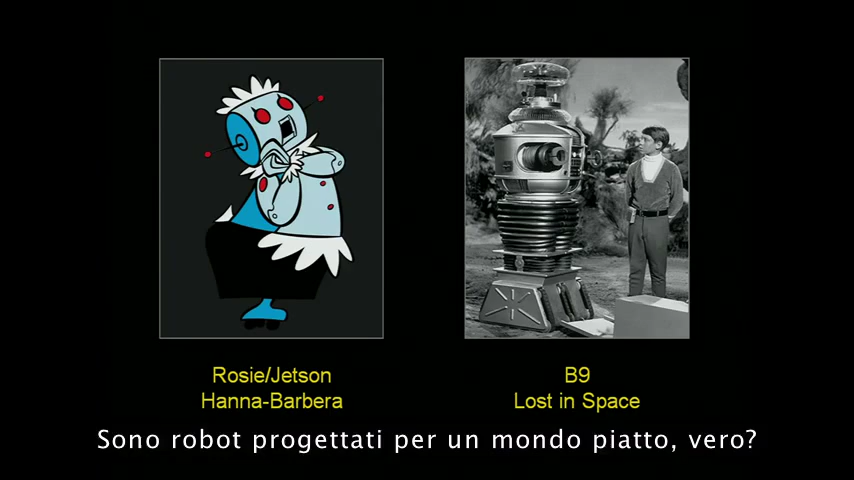 Rosie/Jetson
Hanna-Barbera
B9
Lost in Space
Sono robot progettati per un mondo piatto, vero?